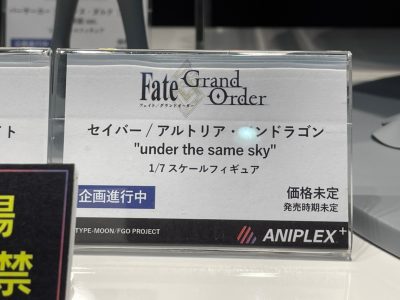 Fate Grand Order
フェイト/グランドオーダー
セイバー / アルトリア・ンドラゴン
"under the same sky"
1/7 スケールフィギュア
企画進行中
価格未定
発売時期未定
TYPE-MOON/FGO PROJECT
ANIPLEX+
場
禁